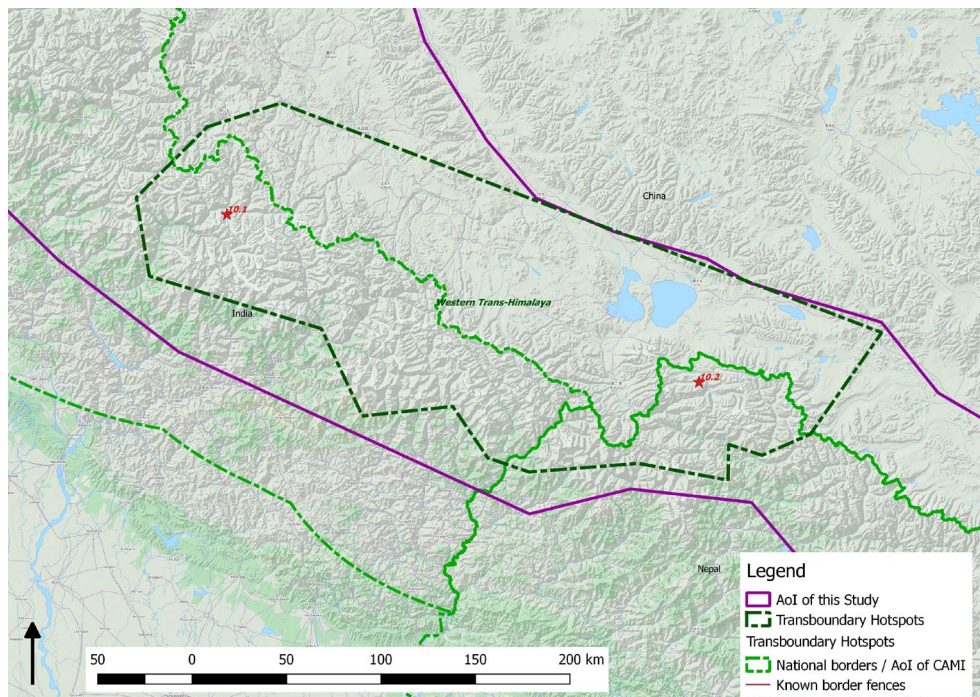 China
10.1
Western Trans-Himalaya
India
10.2
Nepal
Legend
AoI of this Study
Transboundary Hotspots
Transboundary Hotspots
National borders / AoI of CAMI
Known border fences
50 0 50 100 150 200 km